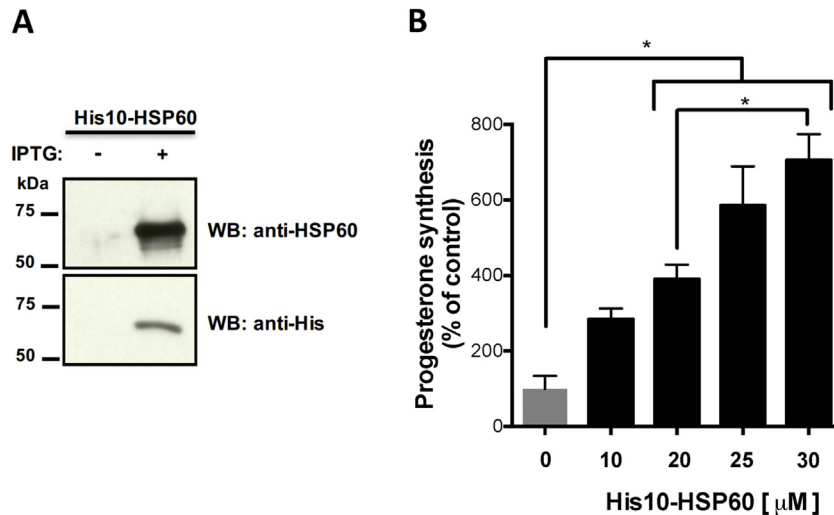 A
His10-HSP60
IPTG: - +
kDa
75
WB: anti-HSP60
50
75
WB: anti-His
50
B
*
*
Progesterone synthesis
(% of control)
800
600
400
200
0
0 10 20 25 30
His10-HSP60 [ μM]